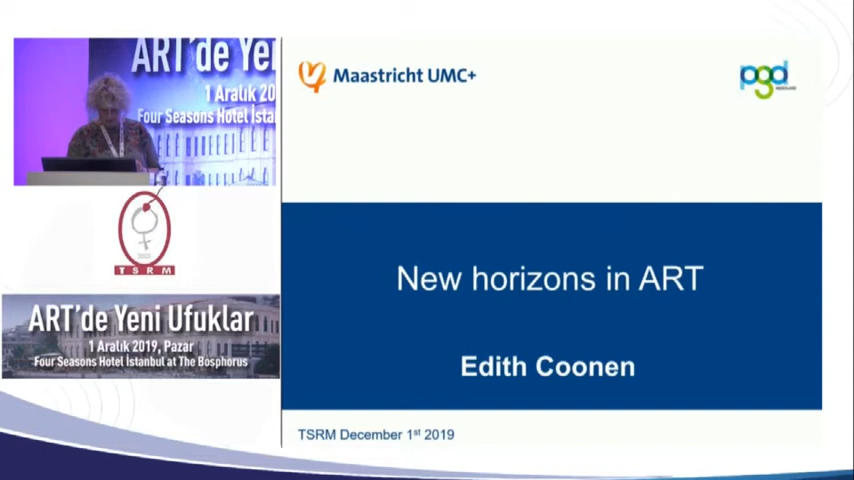 ART'de Yeni
1 Aralık 20
Four Seasons Hotel İsta
TSRM
ART'de Yeni Ufuklar
1 Aralık 2019, Pazar
Four Seasons Hotel İstanbul at The Bosphorus
Maastricht UMC+
pgd
NEDERLAND
New horizons in ART
Edith Coonen
TSRM December 1st 2019